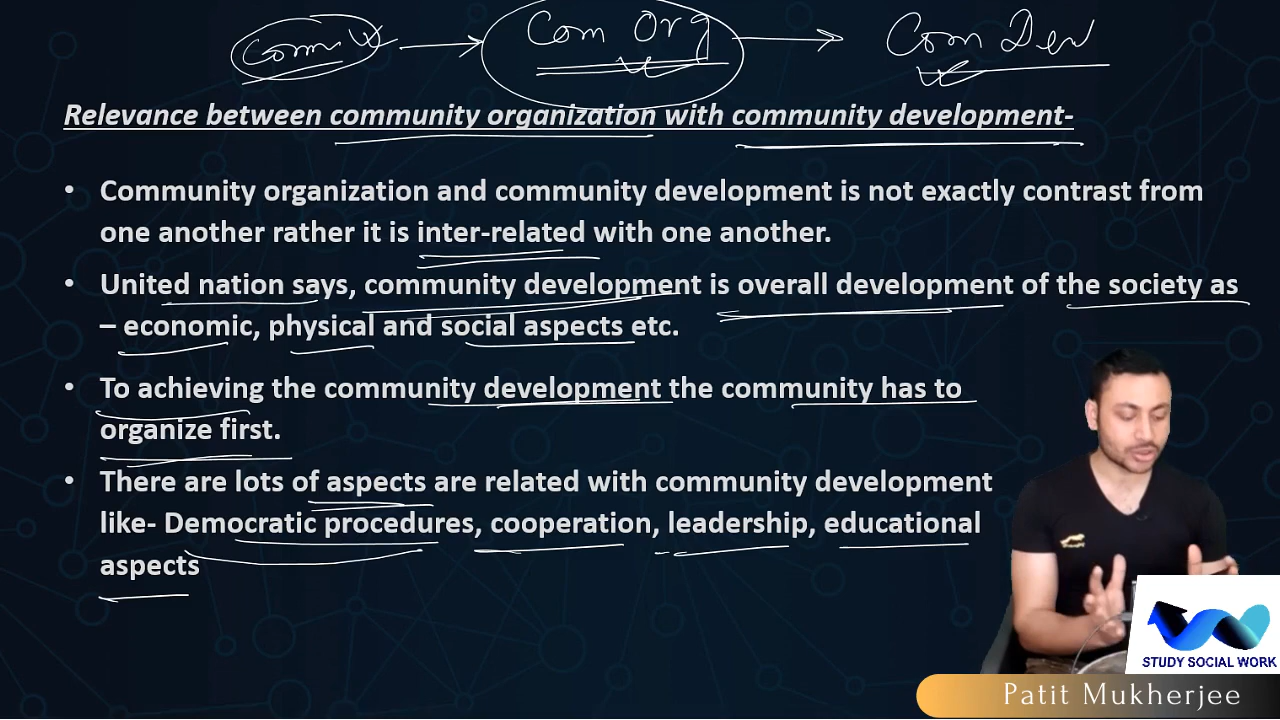 Com Org
Com Dev
Relevance between community organization with community development-
• Community organization and community development is not exactly contrast from
one another rather it is inter-related with one another.
• United nation says, community development is overall development of the society as
– economic, physical and social aspects etc.
• To achieving the community development the community has to
organize first.
• There are lots of aspects are related with community development
like- Democratic procedures, cooperation, leadership, educational
aspects
STUDY SOCIAL WORK
Patit Mukherjee